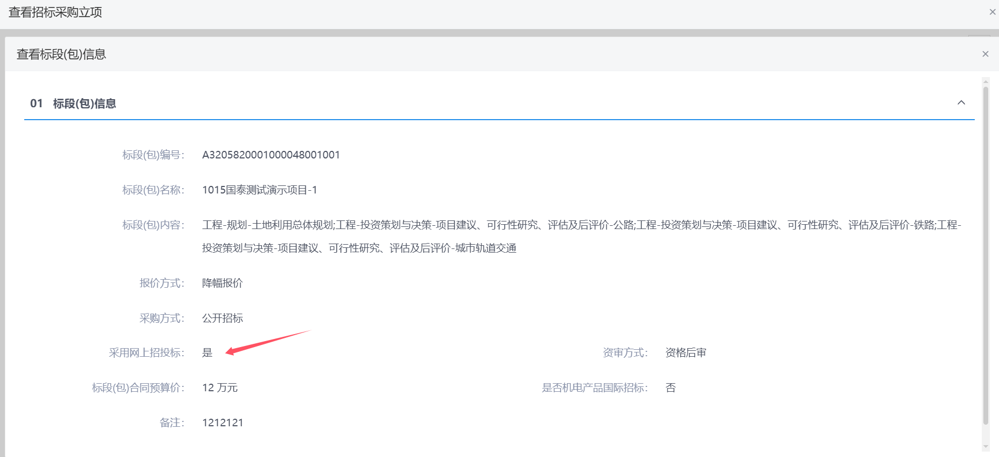 查看招标采购立项
查看标段(包)信息
01 标段(包)信息
标段(包)编号： A3205820001000048001001
标段(包)名称： 1015国泰测试演示项目-1
标段(包)内容： 工程-规划-土地利用总体规划;工程-投资策划与决策-项目建议、可行性研究、评估及后评价-公路;工程-投资策划与决策-项目建议、可行性研究、评估及后评价-铁路;工程-
投资策划与决策-项目建议、可行性研究、评估及后评价-城市轨道交通
报价方式： 降幅报价
采购方式： 公开招标
采用网上招投标： 是 资审方式： 资格后审
标段(包)合同预算价： 12 万元 是否机电产品国际招标： 否
备注： 1212121